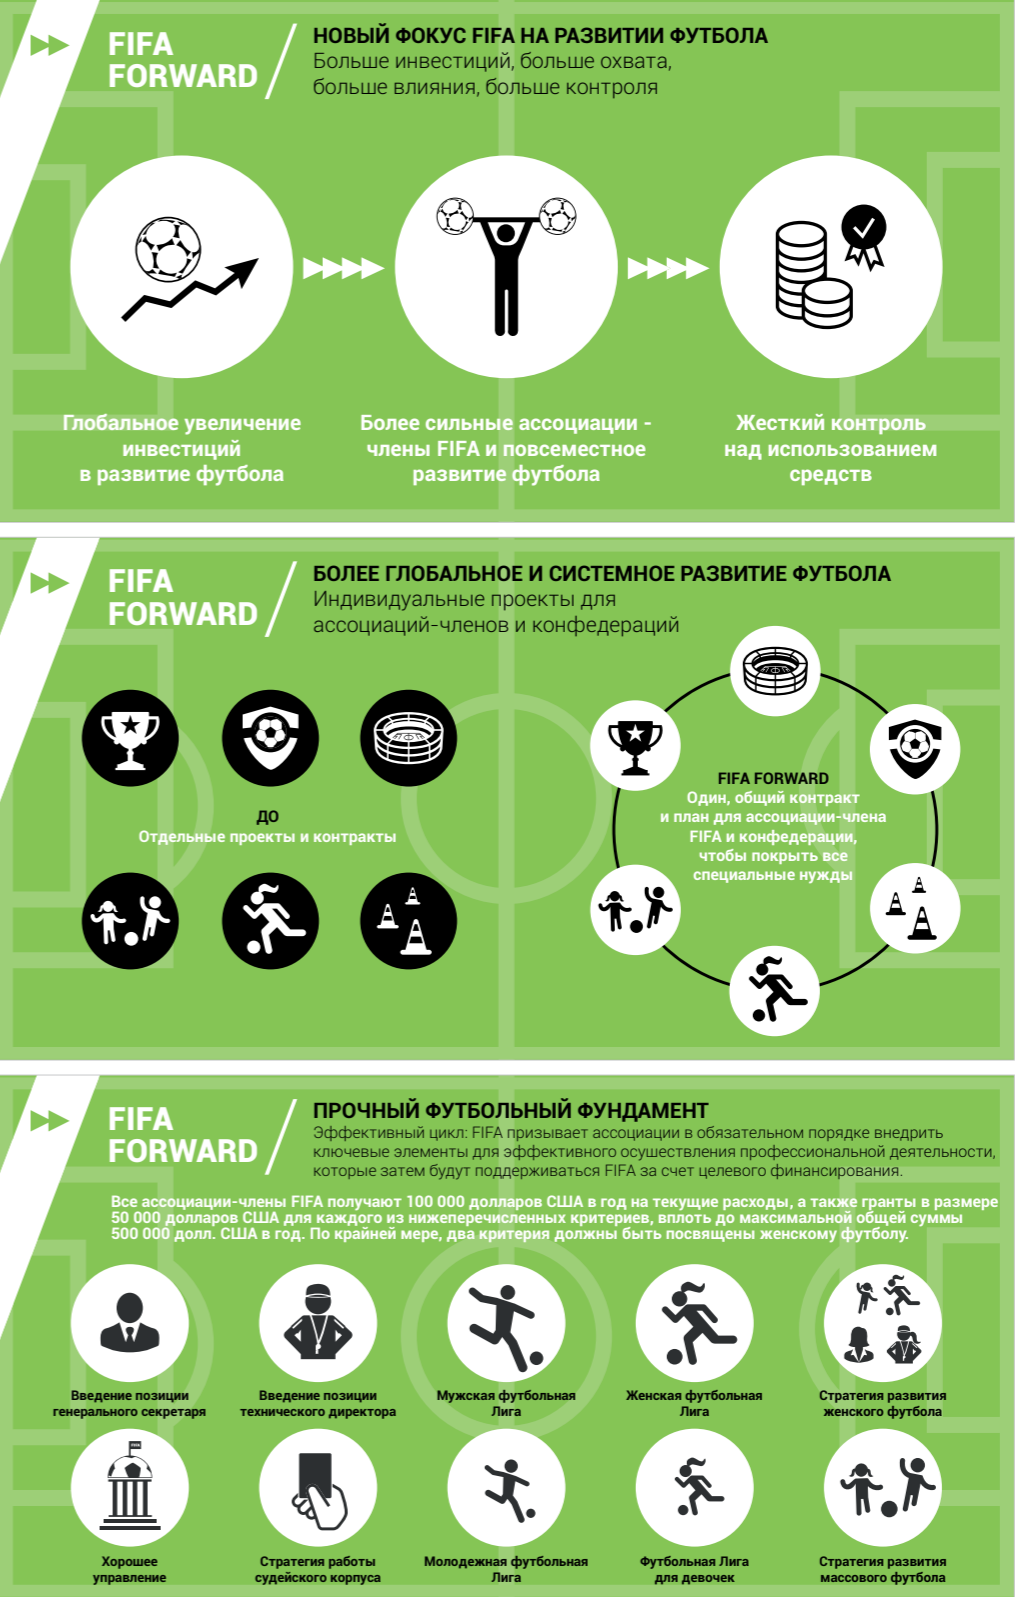 FIFA
FORWARD
НОВЫЙ ФОКУС FIFA НА РАЗВИТИИ ФУТБОЛА
Больше инвестиций, больше охвата,
больше влияния, больше контроля
Глобальное увеличение
инвестиций
в развитие футбола
Более сильные ассоциации -
члены FIFA и повсеместное
развитие футбола
Жесткий контроль
над использованием
средств
FIFA
FORWARD
БОЛЕЕ ГЛОБАЛЬНОЕ И СИСТЕМНОЕ РАЗВИТИЕ ФУТБОЛА
Индивидуальные проекты для
ассоциаций-членов и конфедераций
ДО
Отдельные проекты и контракты
FIFA FORWARD
Один, общий контракт
и план для ассоциации-члена
FIFA и конфедерации,
чтобы покрыть все
специальные нужды
FIFA
FORWARD
ПРОЧНЫЙ ФУТБОЛЬНЫЙ ФУНДАМЕНТ
Эффективный цикл: FIFA призывает ассоциации в обязательном порядке внедрить
ключевые элементы для эффективного осушествления профессиональной деятельности,
которые затем будут поддерживаться FIFA за счет целевого финансирования.
Все ассоциации-члены FIFA получают 100 000 долларов США в год на текущие расходы, а также гранты в размере
50 000 долларов США для каждого из нижеперечисленных критериев, вплоть до максимальной общей суммы
500 000 долл. США в год. По крайней мере, два критерия должны быть посвящены женскому футболу.
Введение позиции
генерального секретаря
Введение позиции
технического директора
Мужская футбольная
Лига
Женская футбольная
Лига
Стратегия развития
женского футбола
Хорошее
управление
Стратегия работы
судейского корпуса
Молодежная футбольная
Лига
Футбольная Лига
для девочек
Стратегия развития
массового футбола